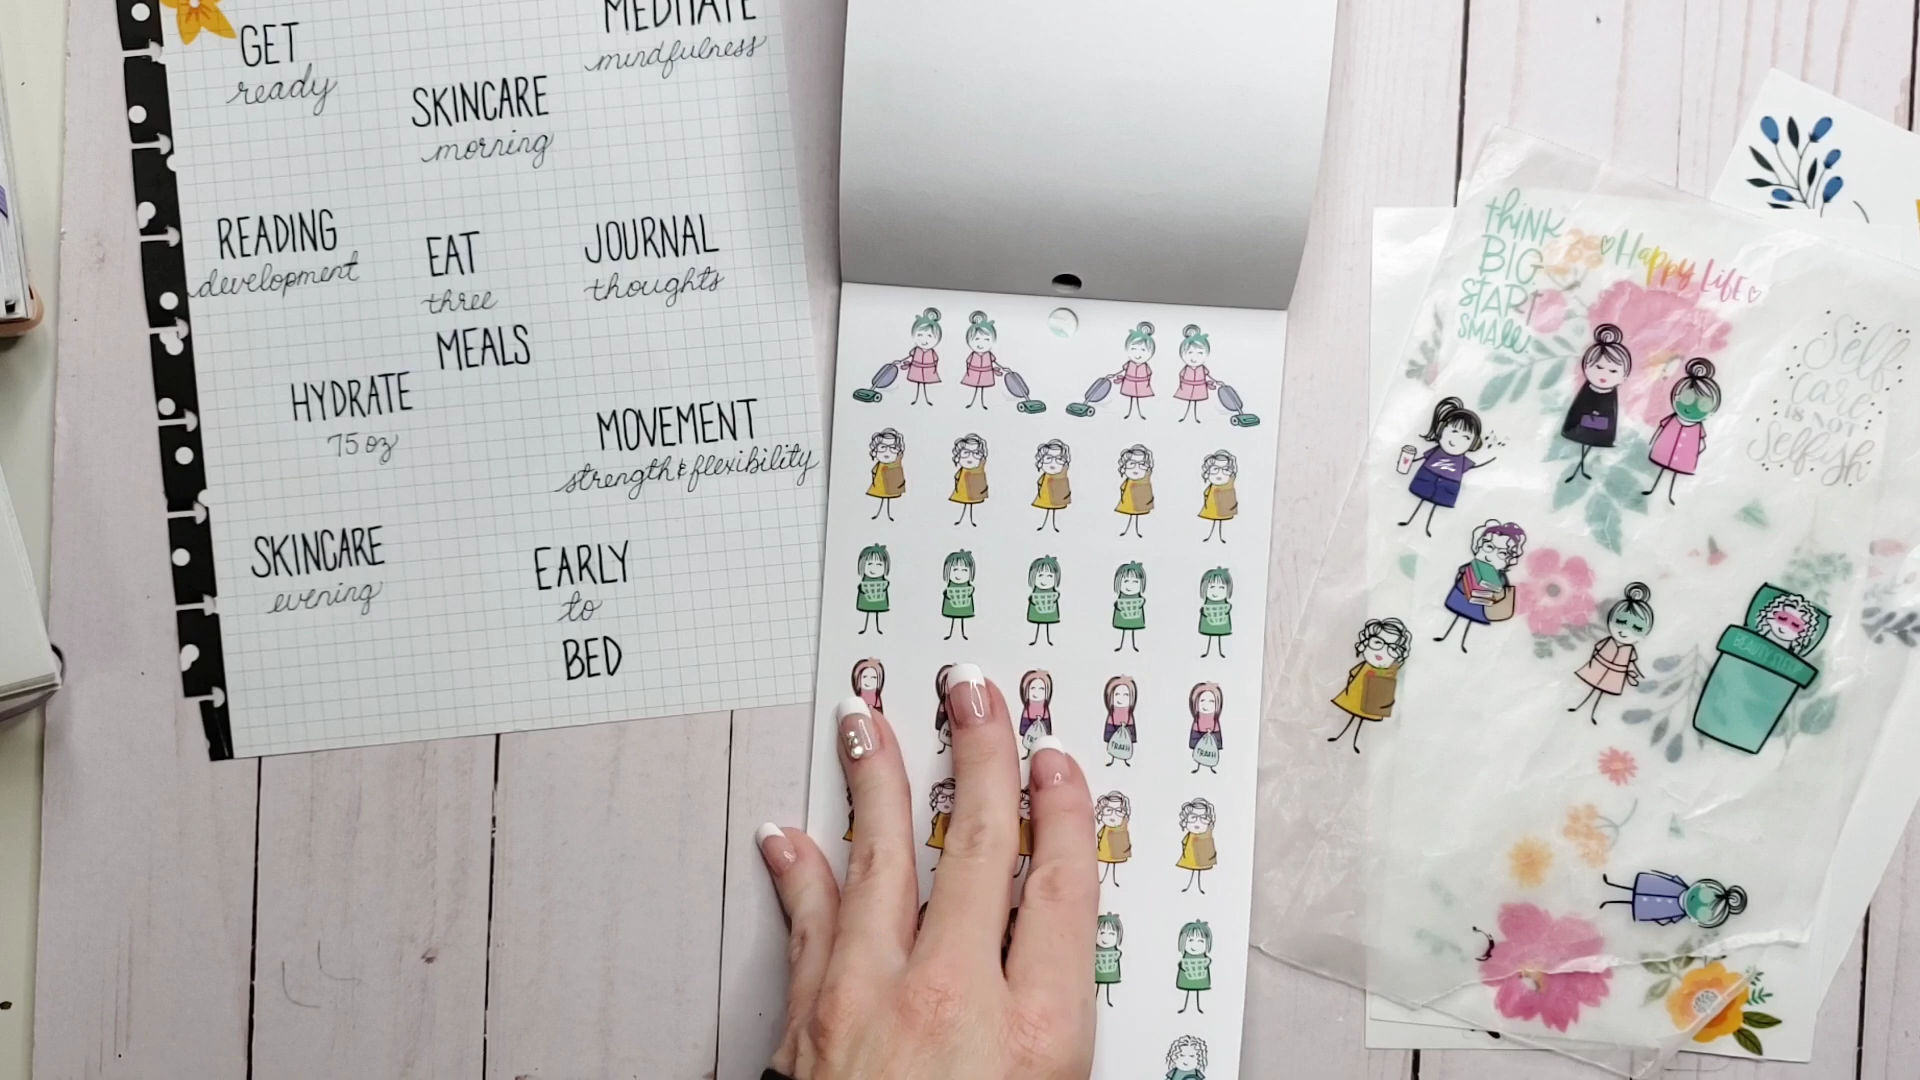 GET
ready
MEDITATE
mindfulness
SKINCARE
morning
READING
development
EAT
three
MEALS
JOURNAL
thoughts
HYDRATE
75 oz
MOVEMENT
strength & flexibility
SKINCARE
evening
EARLY
to
BED
TRASH
TRASH
TRASH
think
BIG
START
SMALL
Happy Life
Self
care
is not
selfish